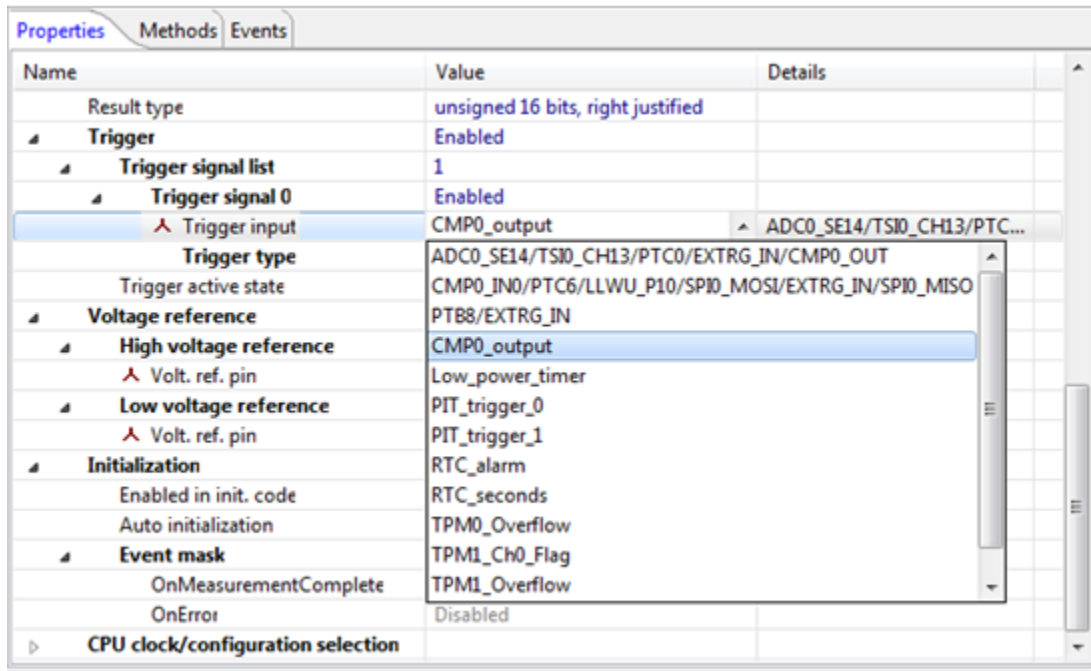 Properties Methods Events
Name Value Details
Result type unsigned 16 bits, right justified
Trigger Enabled
Trigger signal list 1
Trigger signal 0 Enabled
Trigger input CMP0_output ADC0_SE14/TSI0_CH13/PTC...
Trigger type ADC0_SE14/TSI0_CH13/PTC0/EXTRG_IN/CMP0_OUT
Trigger active state CMP0_IN0/PTC6/LLWU_P10/SPI0_MOSI/EXTRG_IN/SPI0_MISO
Voltage reference PTB8/EXTRG_IN
High voltage reference CMP0_output
Volt. ref. pin Low_power_timer
Low voltage reference PIT_trigger_0
Volt. ref. pin PIT_trigger_1
Initialization RTC_alarm
Enabled in init. code RTC_seconds
Auto initialization TPM0_Overflow
Event mask TPM1_Ch0_Flag
OnMeasurementComplete TPM1_Overflow
OnError Disabled
CPU clock/configuration selection